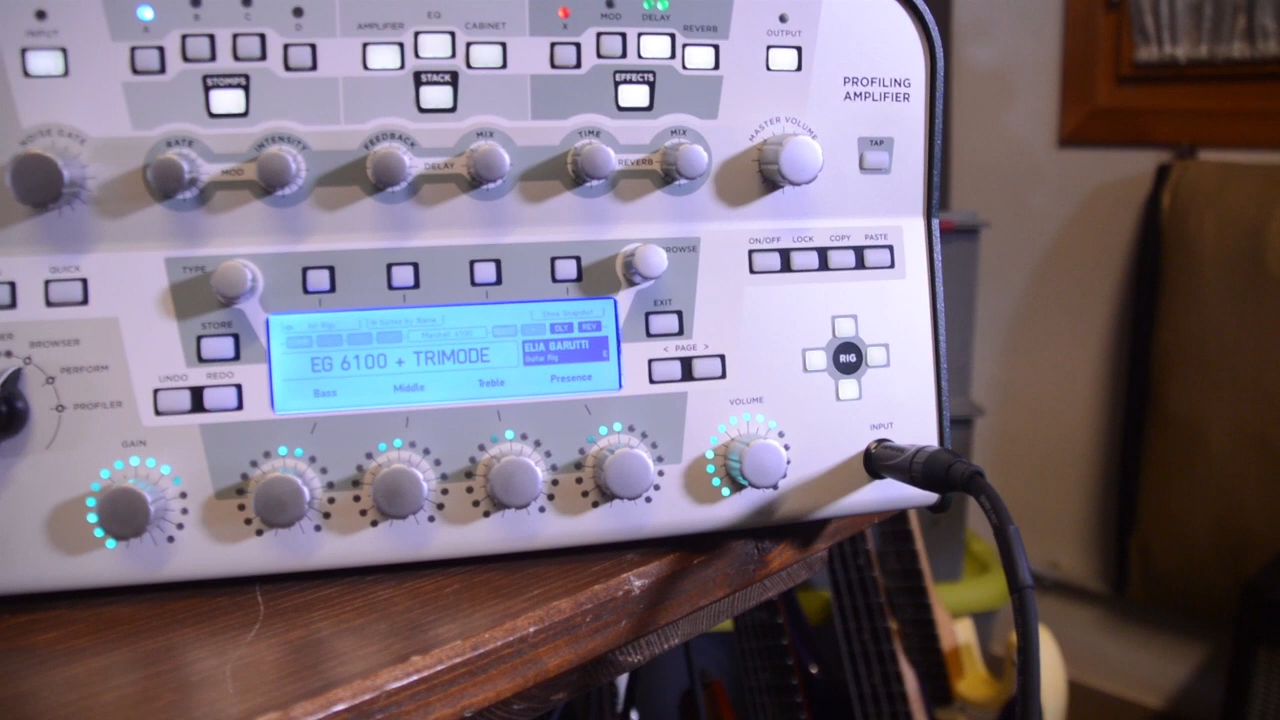 INPUT
A
B
C
D
AMPLIFIER
EQ
CABINET
X
MOD
DELAY
REVERB
OUTPUT
STOMPS
STACK
EFFECTS
PROFILING
AMPLIFIER
NOISE GATE
RATE
INTENSITY
MOD
FEEDBACK
MIX
DELAY
TIME
MIX
REVERB
MASTER VOLUME
TAP
ON/OFF
LOCK
COPY
PASTE
QUICK
TYPE
BROWSE
STORE
EXIT
< PAGE >
UNDO
REDO
BROWSER
PERFORM
PROFILER
RIG
DLY
REV
EG 6100 + TRIMODE
ELIA GARUTTI
Guitar Rig
Bass
Middle
Treble
Presence
GAIN
VOLUME
INPUT